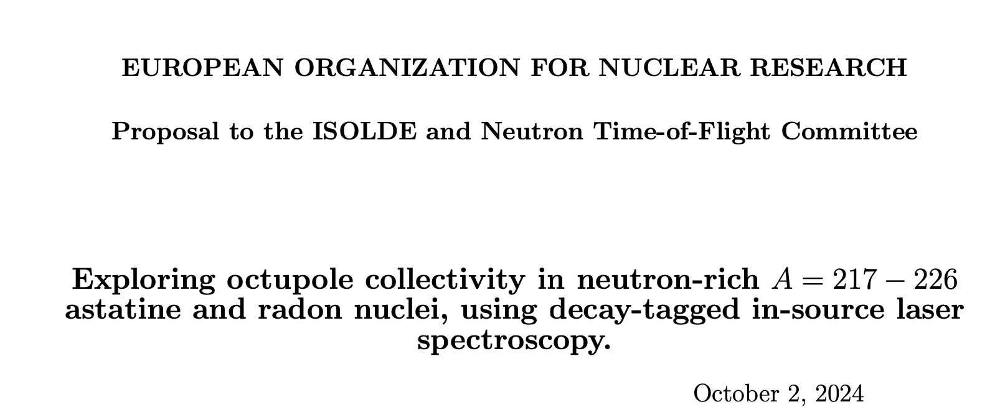 EUROPEAN ORGANIZATION FOR NUCLEAR RESEARCH
Proposal to the ISOLDE and Neutron Time-of-Flight Committee
Exploring octupole collectivity in neutron-rich A = 217 − 226
astatine and radon nuclei, using decay-tagged in-source laser
spectroscopy.
October 2, 2024